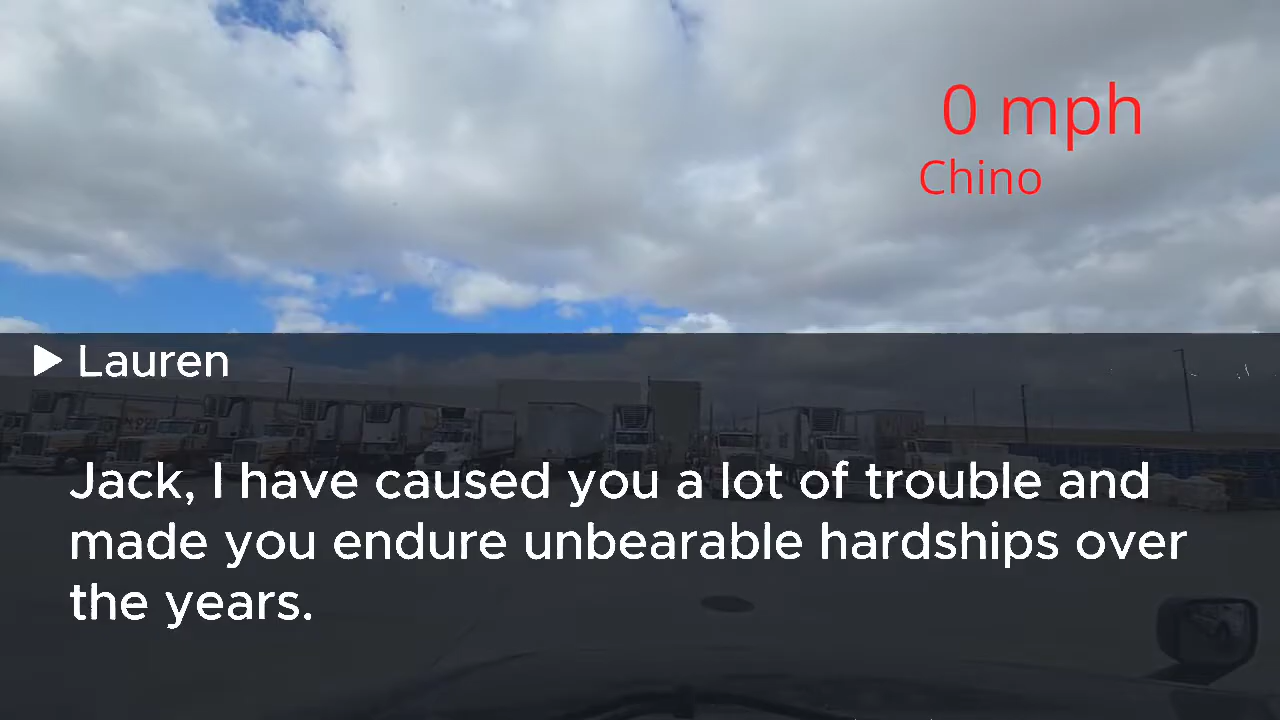 0 mph
Chino
▶ Lauren
Jack, I have caused you a lot of trouble and
made you endure unbearable hardships over
the years.